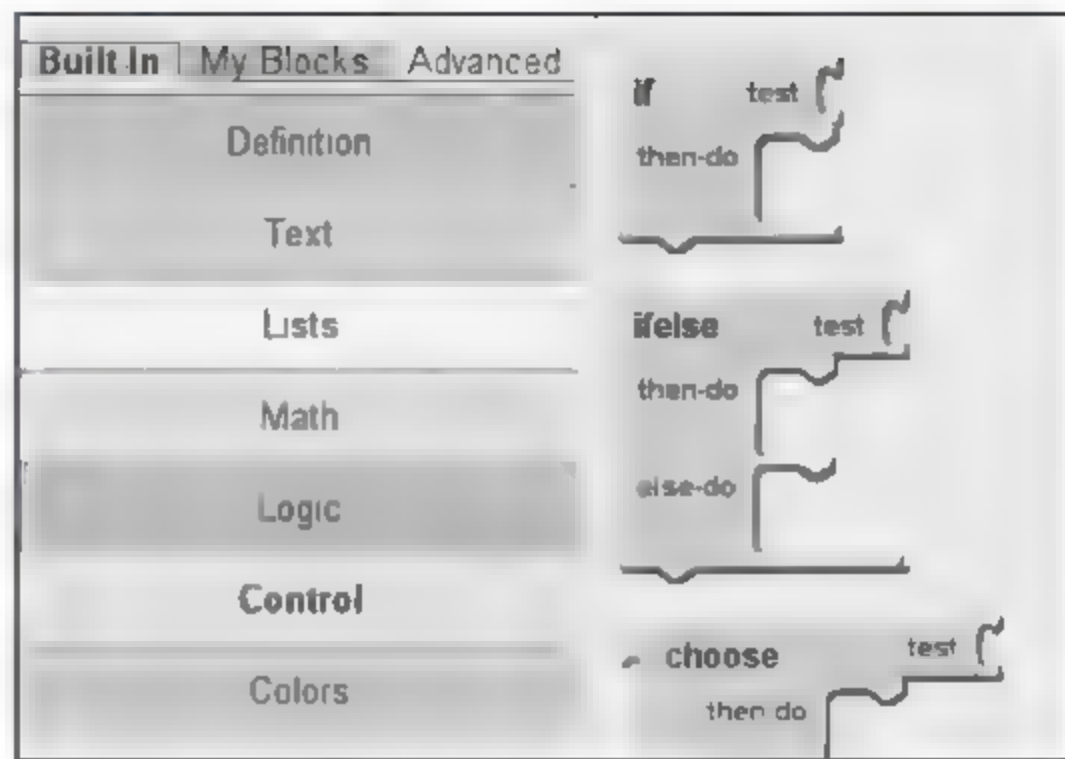 Built-In My Blocks Advanced
Definition
Text
Lists
Math
Logic
Control
Colors
if test
then-do
ifelse test
then-do
else-do
choose test
then-do